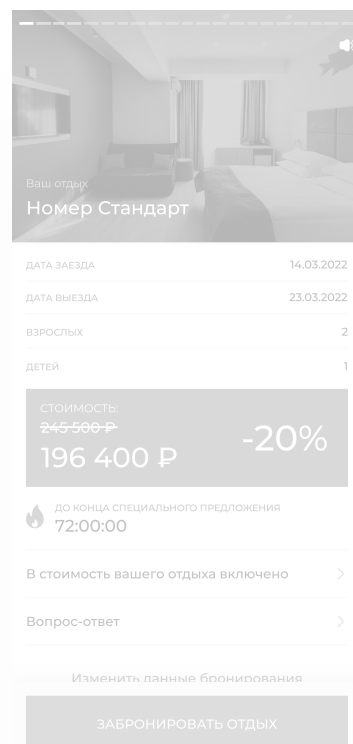 Ваш отдых
Номер Стандарт
ДАТА ЗАЕЗДА 14.03.2022
ДАТА ВЫЕЗДА 23.03.2022
ВЗРОСЛЫХ 2
ДЕТЕЙ 1
СТОИМОСТЬ:
245 500 ₽
196 400 ₽ -20%
ДО КОНЦА СПЕЦИАЛЬНОГО ПРЕДЛОЖЕНИЯ
72:00:00
В стоимость вашего отдыха включено
Вопрос-ответ
Изменить данные бронирования
ЗАБРОНИРОВАТЬ ОТДЫХ